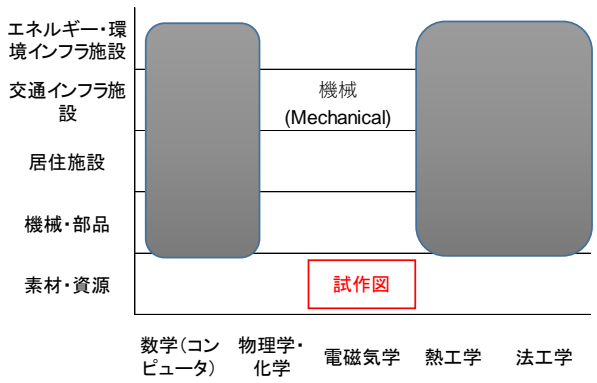 エネルギー・環
境インフラ施設
交通インフラ施
設
機械
(Mechanical)
居住施設
機械・部品
素材・資源
試作図
数学(コン
ピュータ)
物理学・
化学
電磁気学
熱工学
法工学